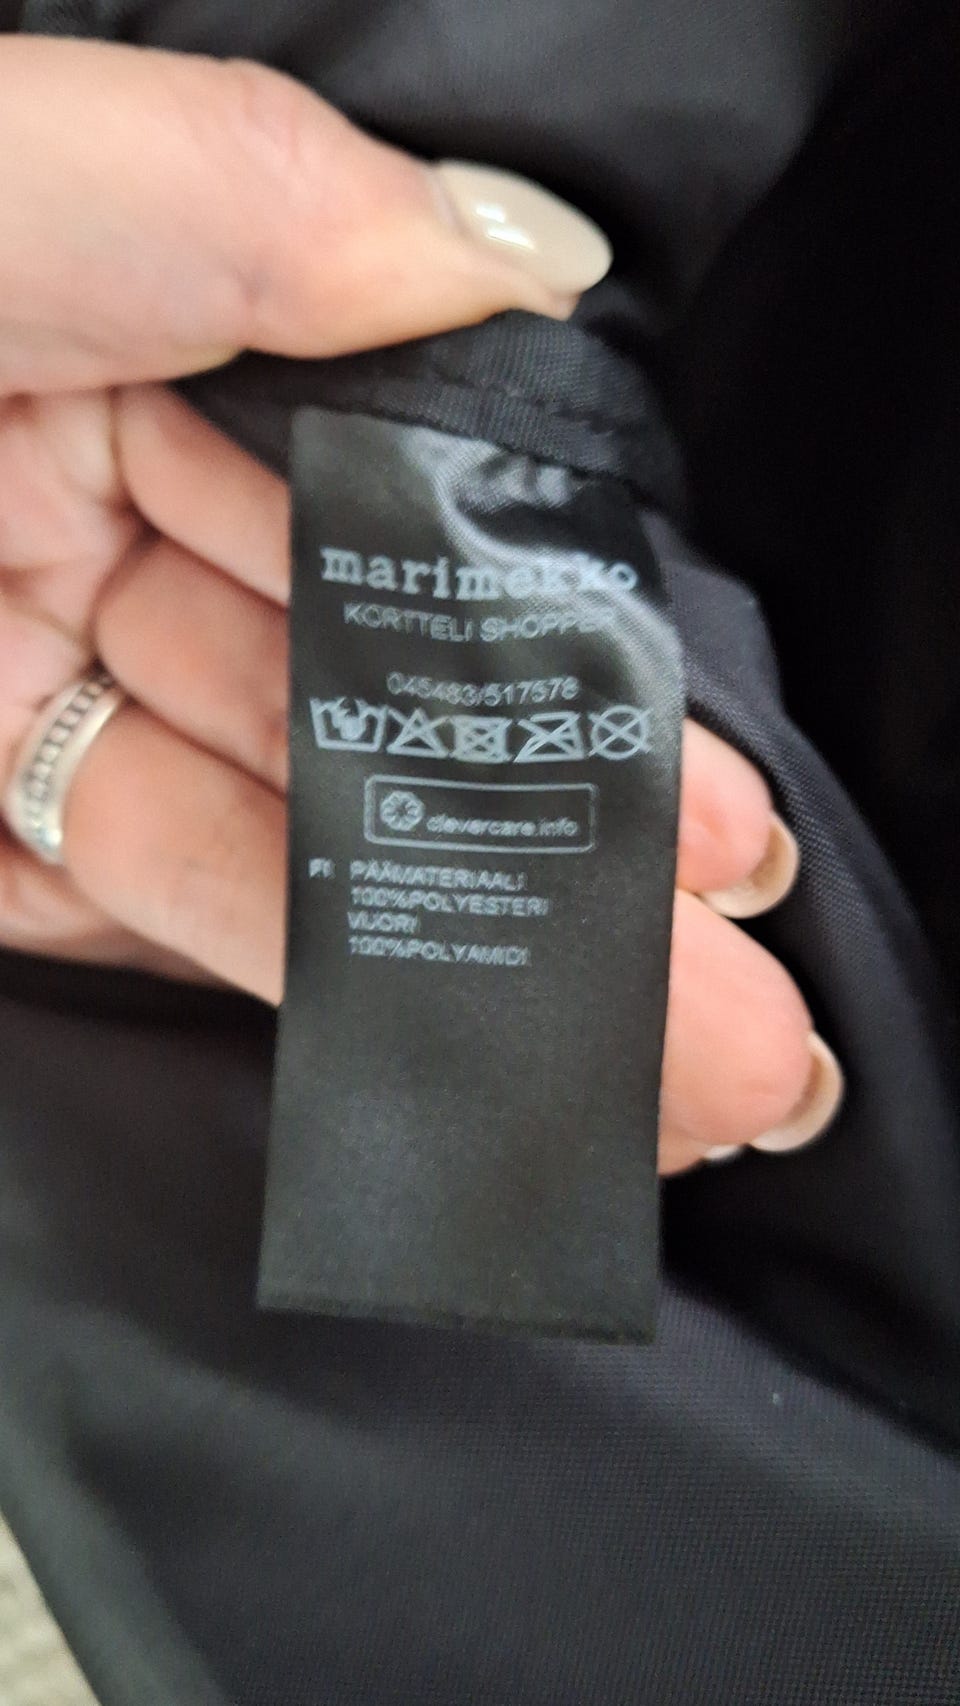 marimekko
KORTTELI SHOPPER
045483/517578
clevercare.info
FI PÄÄMATERIAALI
100%POLYESTERI
VUORI
100%POLYAMIDI